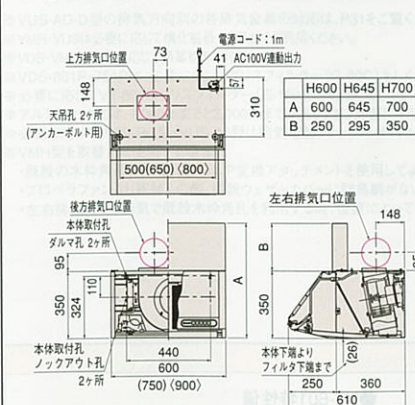 電源コード：1m
73
41 AC100V連動出力
上方排気口位置
57
148
310
天吊孔 2ヶ所
(アンカーボルト用)
500(650)〈800〉
H600 H645 H700
A 600 645 700
B 250 295 350
後方排気口位置
本体取付孔
ダルマ孔 2ヶ所
95
350
324
110
A
本体取付孔
ノックアウト孔
2ヶ所
440
600
(750)〈900〉
左右排気口位置
148
B
350
95
本体下端より
フィルタ下端まで
(26)
250 360
610